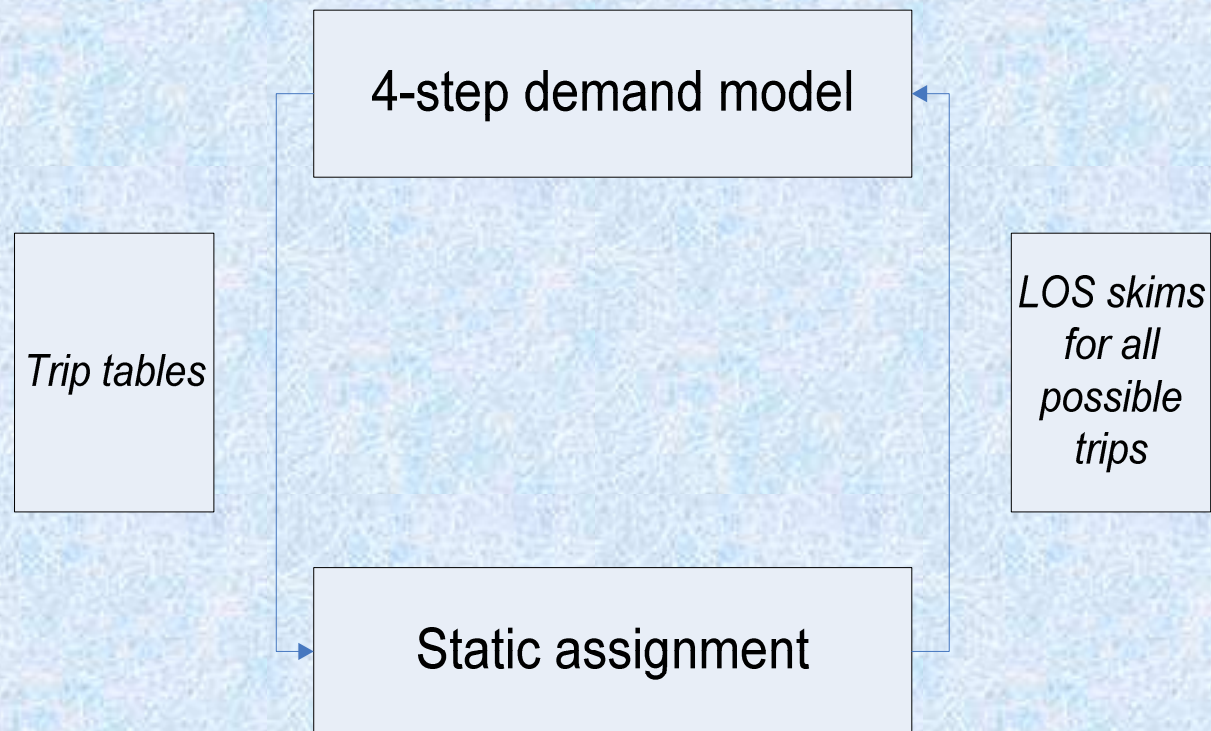 4-step demand model
Trip tables
LOS skims
for all
possible
trips
Static assignment